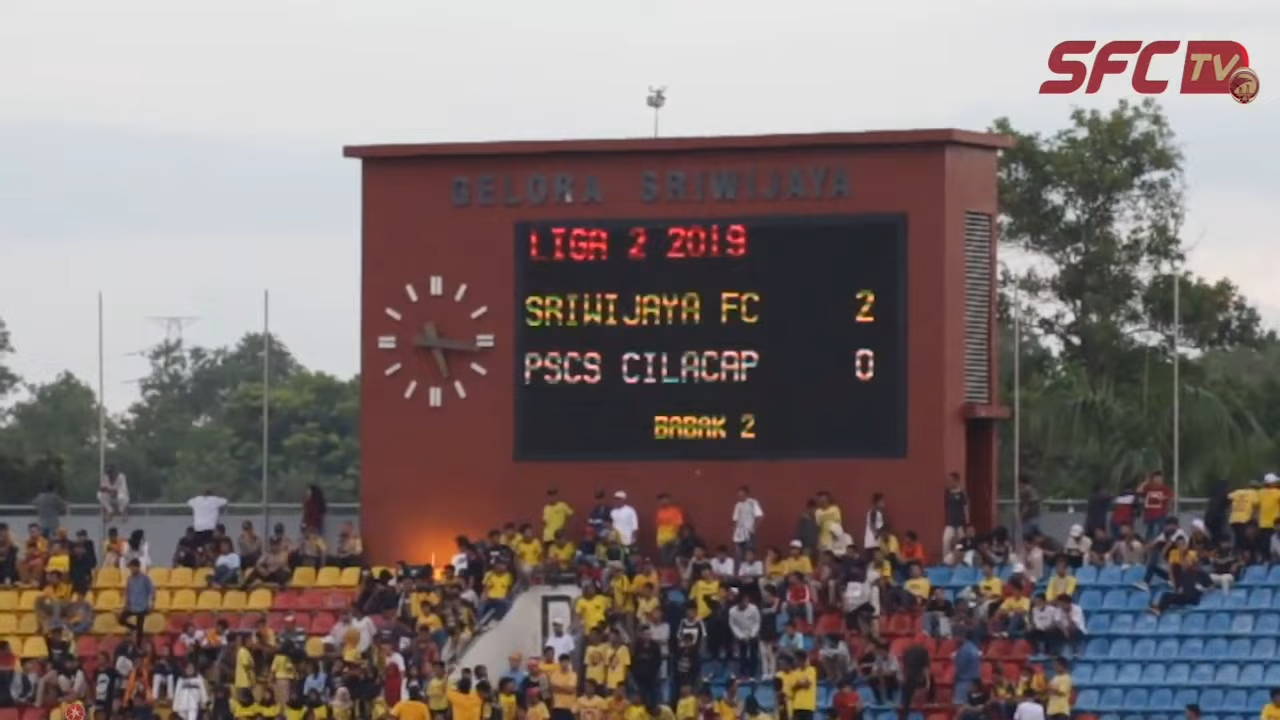 SFC TV
GELORA SRIWIJAYA
LIGA 2 2019
SRIWIJAYA FC 2
PSCS CILACAP 0
BABAK 2